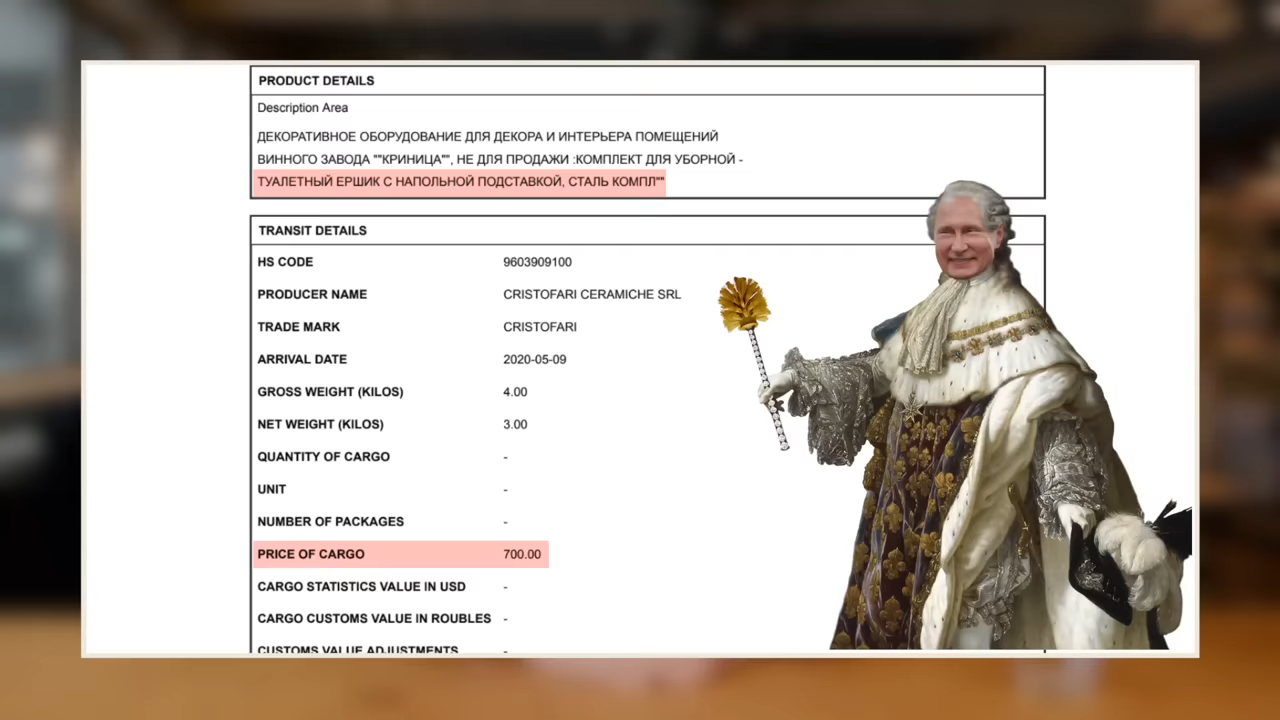 PRODUCT DETAILS
Description Area
ДЕКОРАТИВНОЕ ОБОРУДОВАНИЕ ДЛЯ ДЕКОРА И ИНТЕРЬЕРА ПОМЕЩЕНИЙ
ВИННОГО ЗАВОДА ""КРИНИЦА"", НЕ ДЛЯ ПРОДАЖИ :КОМПЛЕКТ ДЛЯ УБОРНОЙ -
ТУАЛЕТНЫЙ ЕРШИК С НАПОЛЬНОЙ ПОДСТАВКОЙ, СТАЛЬ КОМПЛ""
TRANSIT DETAILS
HS CODE 9603909100
PRODUCER NAME CRISTOFARI CERAMICHE SRL
TRADE MARK CRISTOFARI
ARRIVAL DATE 2020-05-09
GROSS WEIGHT (KILOS) 4.00
NET WEIGHT (KILOS) 3.00
QUANTITY OF CARGO -
UNIT -
NUMBER OF PACKAGES -
PRICE OF CARGO 700.00
CARGO STATISTICS VALUE IN USD -
CARGO CUSTOMS VALUE IN ROUBLES -
CUSTOMS VALUE ADJUSTMENTS -